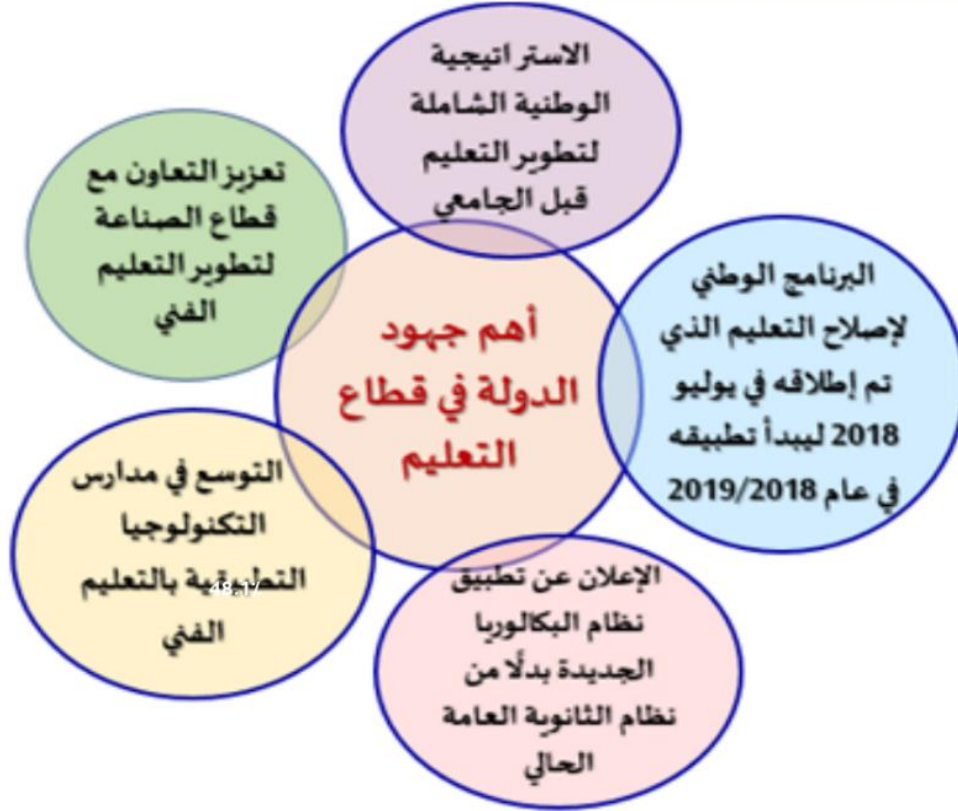 الاستراتيجية
الوطنية الشاملة
لتطوير التعليم
قبل الجامعي
البرنامج الوطني
لإصلاح التعليم الذي
تم إطلاقه في يوليو
2018 ليبدأ تطبيقه
في عام 2019/2018
أهم جهود
الدولة في قطاع
التعليم
تعزيز التعاون مع
قطاع الصناعة
لتطوير التعليم
الفني
التوسع في مدارس
التكنولوجيا
التطبيقية بالتعليم
الفني
الإعلان عن تطبيق
نظام البكالوريا
الجديدة بدلًا من
نظام الثانوية العامة
الحالي